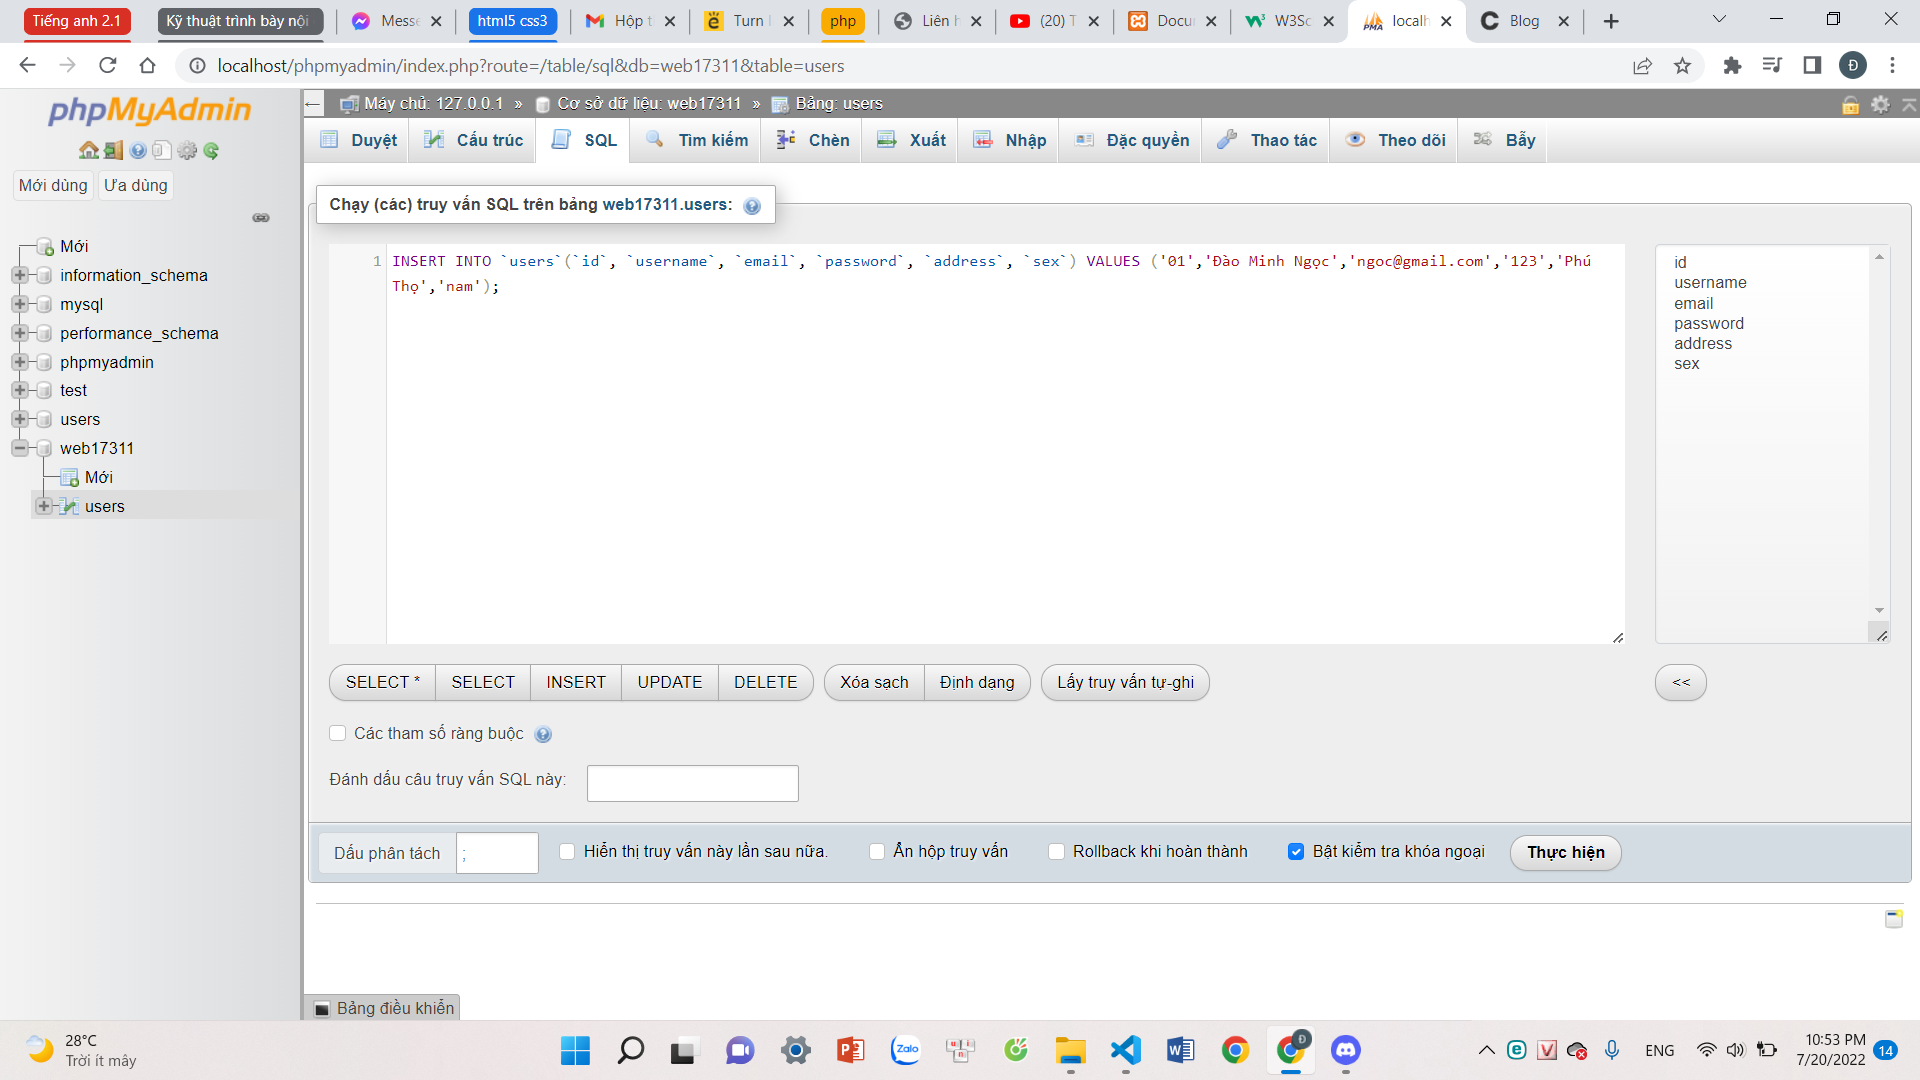 Tiếng anh 2.1
Kỹ thuật trình bày nội
Messe
html5 css3
Hộp t
Turn
php
Liên h
(20) T
Docu
W3Sc
localh
Blog
localhost/phpmyadmin/index.php?route=/table/sql&db=web17311&table=users
Đ
phpMyAdmin
Mới dùng
Ưa dùng
Mới
information_schema
mysql
performance_schema
phpmyadmin
test
users
web17311
Mới
users
Máy chủ: 127.0.0.1 » Cơ sở dữ liệu: web17311 » Bảng: users
Duyệt
Cấu trúc
SQL
Tìm kiếm
Chèn
Xuất
Nhập
Đặc quyền
Thao tác
Theo dõi
Bẫy
Chạy (các) truy vấn SQL trên bảng web17311.users:
1 INSERT INTO `users`(`id`, `username`, `email`, `password`, `address`, `sex`) VALUES ('01','Đào Minh Ngọc','ngoc@gmail.com','123','Phú
Thọ','nam');
id
username
email
password
address
sex
SELECT *
SELECT
INSERT
UPDATE
DELETE
Xóa sạch
Định dạng
Lấy truy vấn tự-ghi
<<
Các tham số ràng buộc
Đánh dấu câu truy vấn SQL này:
Dấu phân tách
;
Hiển thị truy vấn này lần sau nữa.
Ẩn hộp truy vấn
Rollback khi hoàn thành
Bật kiểm tra khóa ngoại
Thực hiện
Bảng điều khiển
28°C
Trời ít mây
Zalo
ENG
10:53 PM
7/20/2022
14